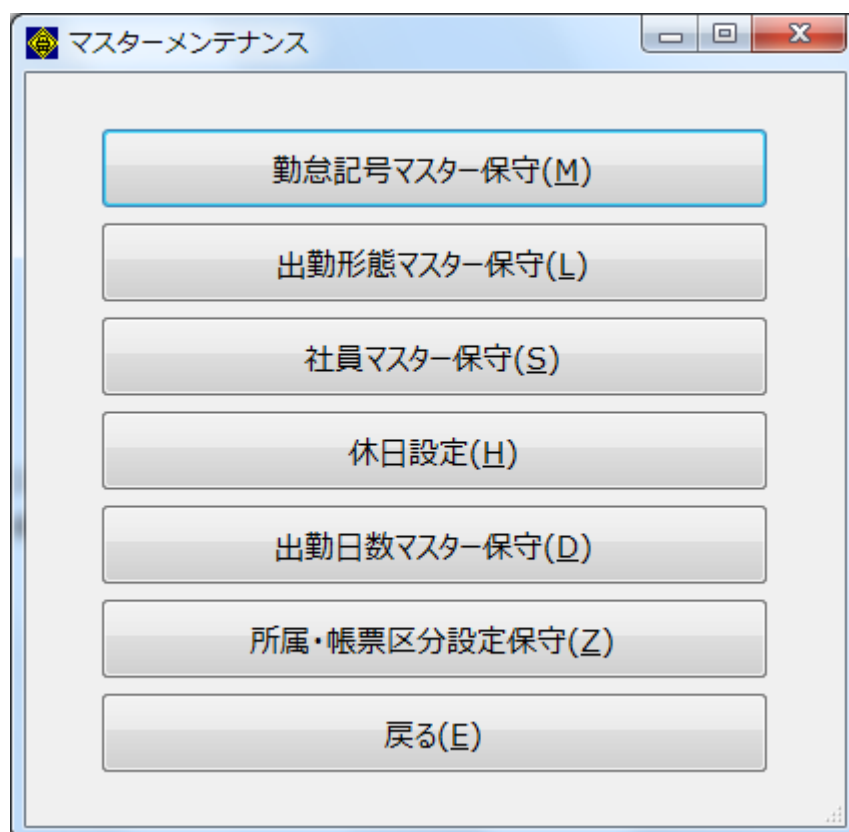 マスターメンテナンス
勤怠記号マスター保守(M)
出勤形態マスター保守(L)
社員マスター保守(S)
休日設定(H)
出勤日数マスター保守(D)
所属・帳票区分設定保守(Z)
戻る(E)